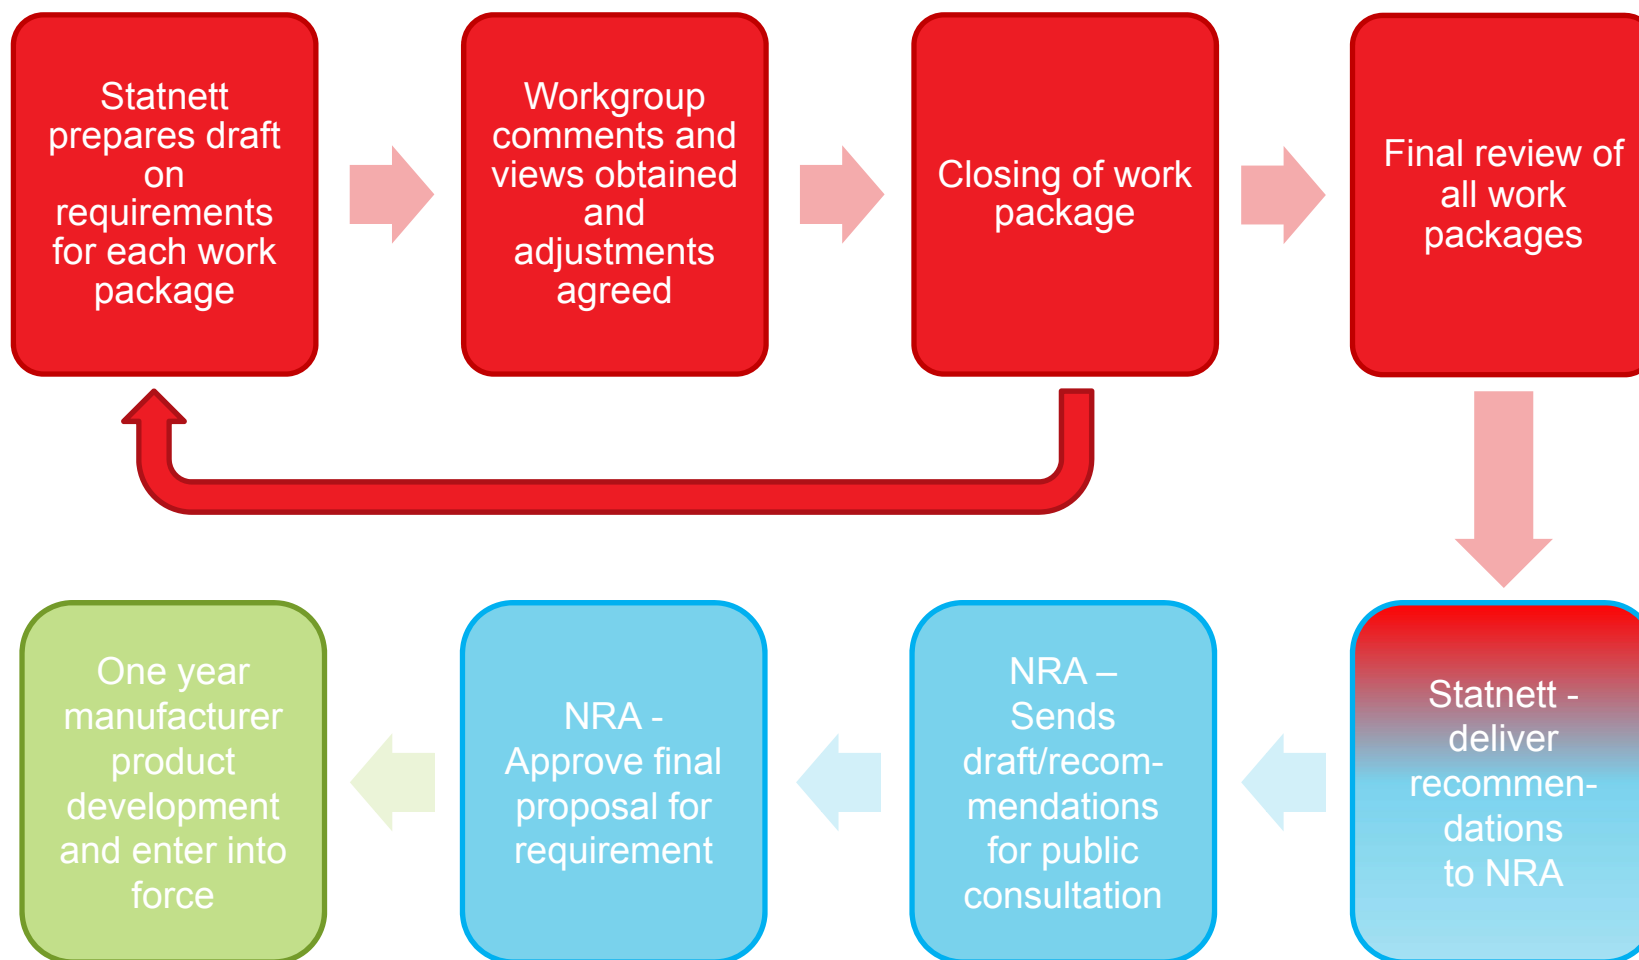 Statnett
prepares draft
on
requirements
for each work
package
Workgroup
comments and
views obtained
and
adjustments
agreed
Closing of work
package
Final review of
all work
packages
Statnett -
deliver
recommen-
dations
to NRA
NRA –
Sends
draft/recom-
mendations
for public
consultation
NRA -
Approve final
proposal for
requirement
One year
manufacturer
product
development
and enter into
force